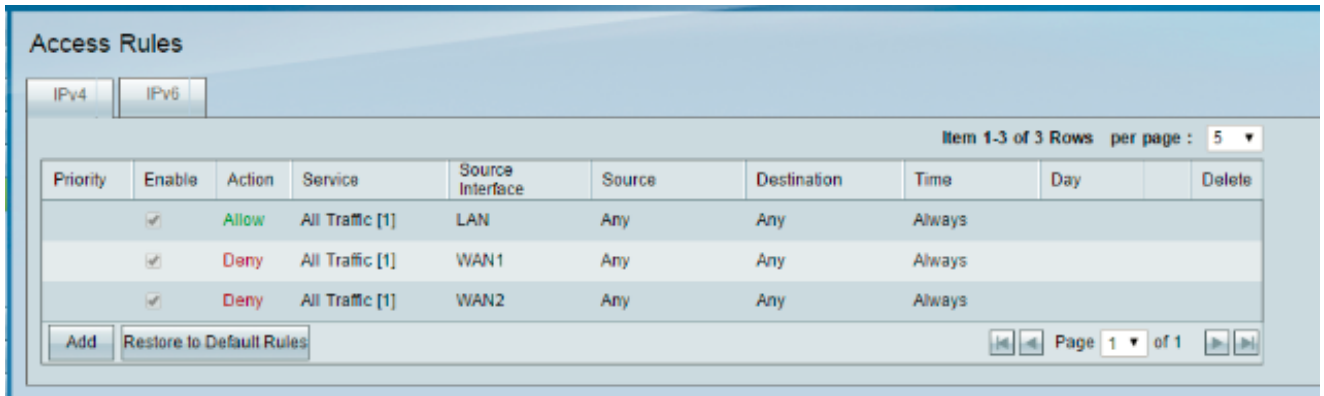 Access Rules
IPv4 IPv6
Item 1-3 of 3 Rows per page : 5
Priority Enable Action Service Source Interface Source Destination Time Day Delete
Allow All Traffic [1] LAN Any Any Always
Deny All Traffic [1] WAN1 Any Any Always
Deny All Traffic [1] WAN2 Any Any Always
Add Restore to Default Rules Page 1 of 1